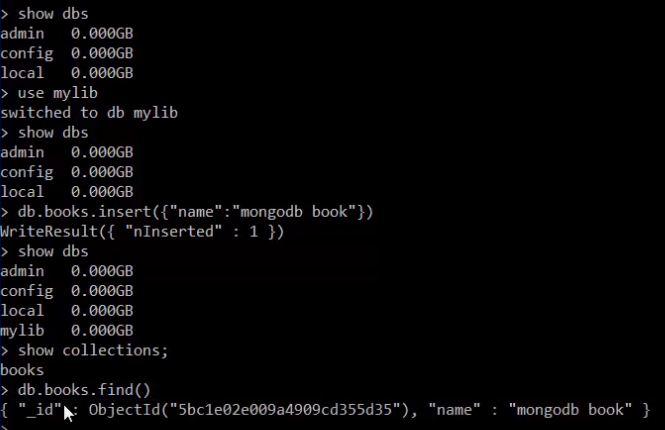 > show dbs
admin   0.000GB
config  0.000GB
local   0.000GB
> use mylib
switched to db mylib
> show dbs
admin   0.000GB
config  0.000GB
local   0.000GB
> db.books.insert({"name":"mongodb book"})
WriteResult({ "nInserted" : 1 })
> show dbs
admin   0.000GB
config  0.000GB
local   0.000GB
mylib   0.000GB
> show collections;
books
> db.books.find()
{ "_id" : ObjectId("5bc1e02e009a4909cd355d35"), "name" : "mongodb book" }
>